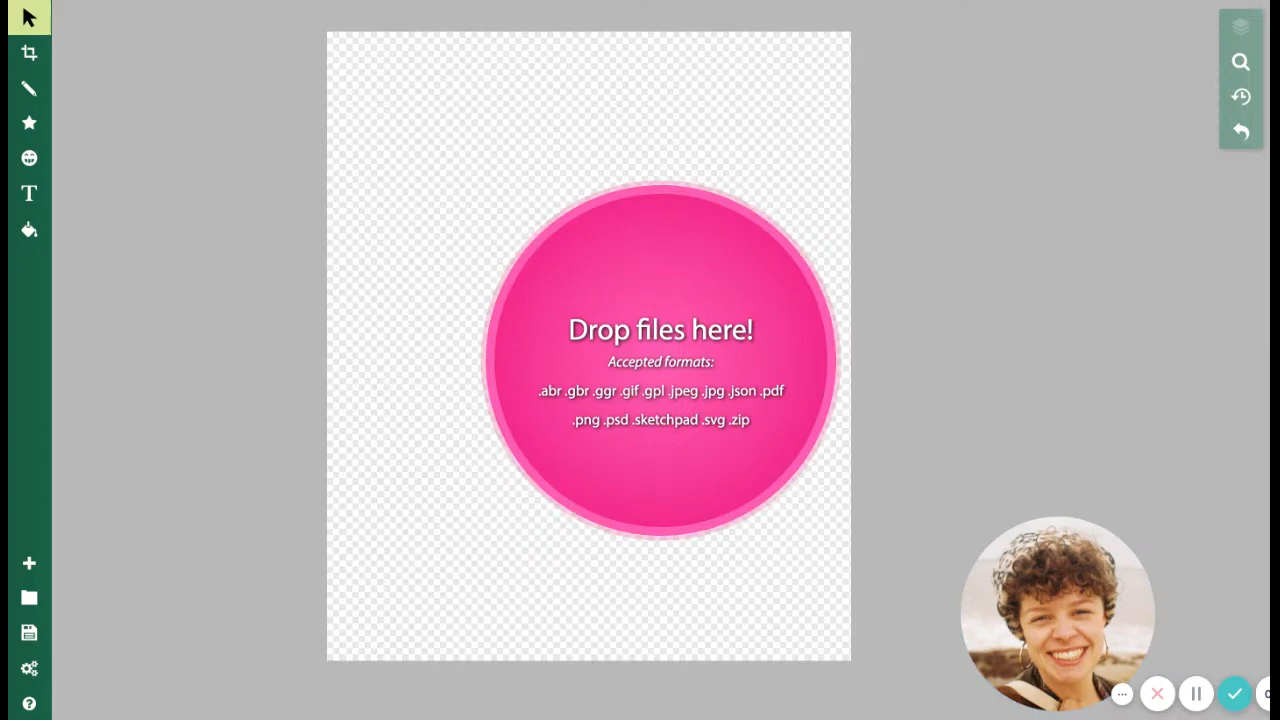 Drop files here!
Accepted formats:
.abr .gbr .ggr .gif .gpl .jpeg .jpg .json .pdf
.png .psd .sketchpad .svg .zip